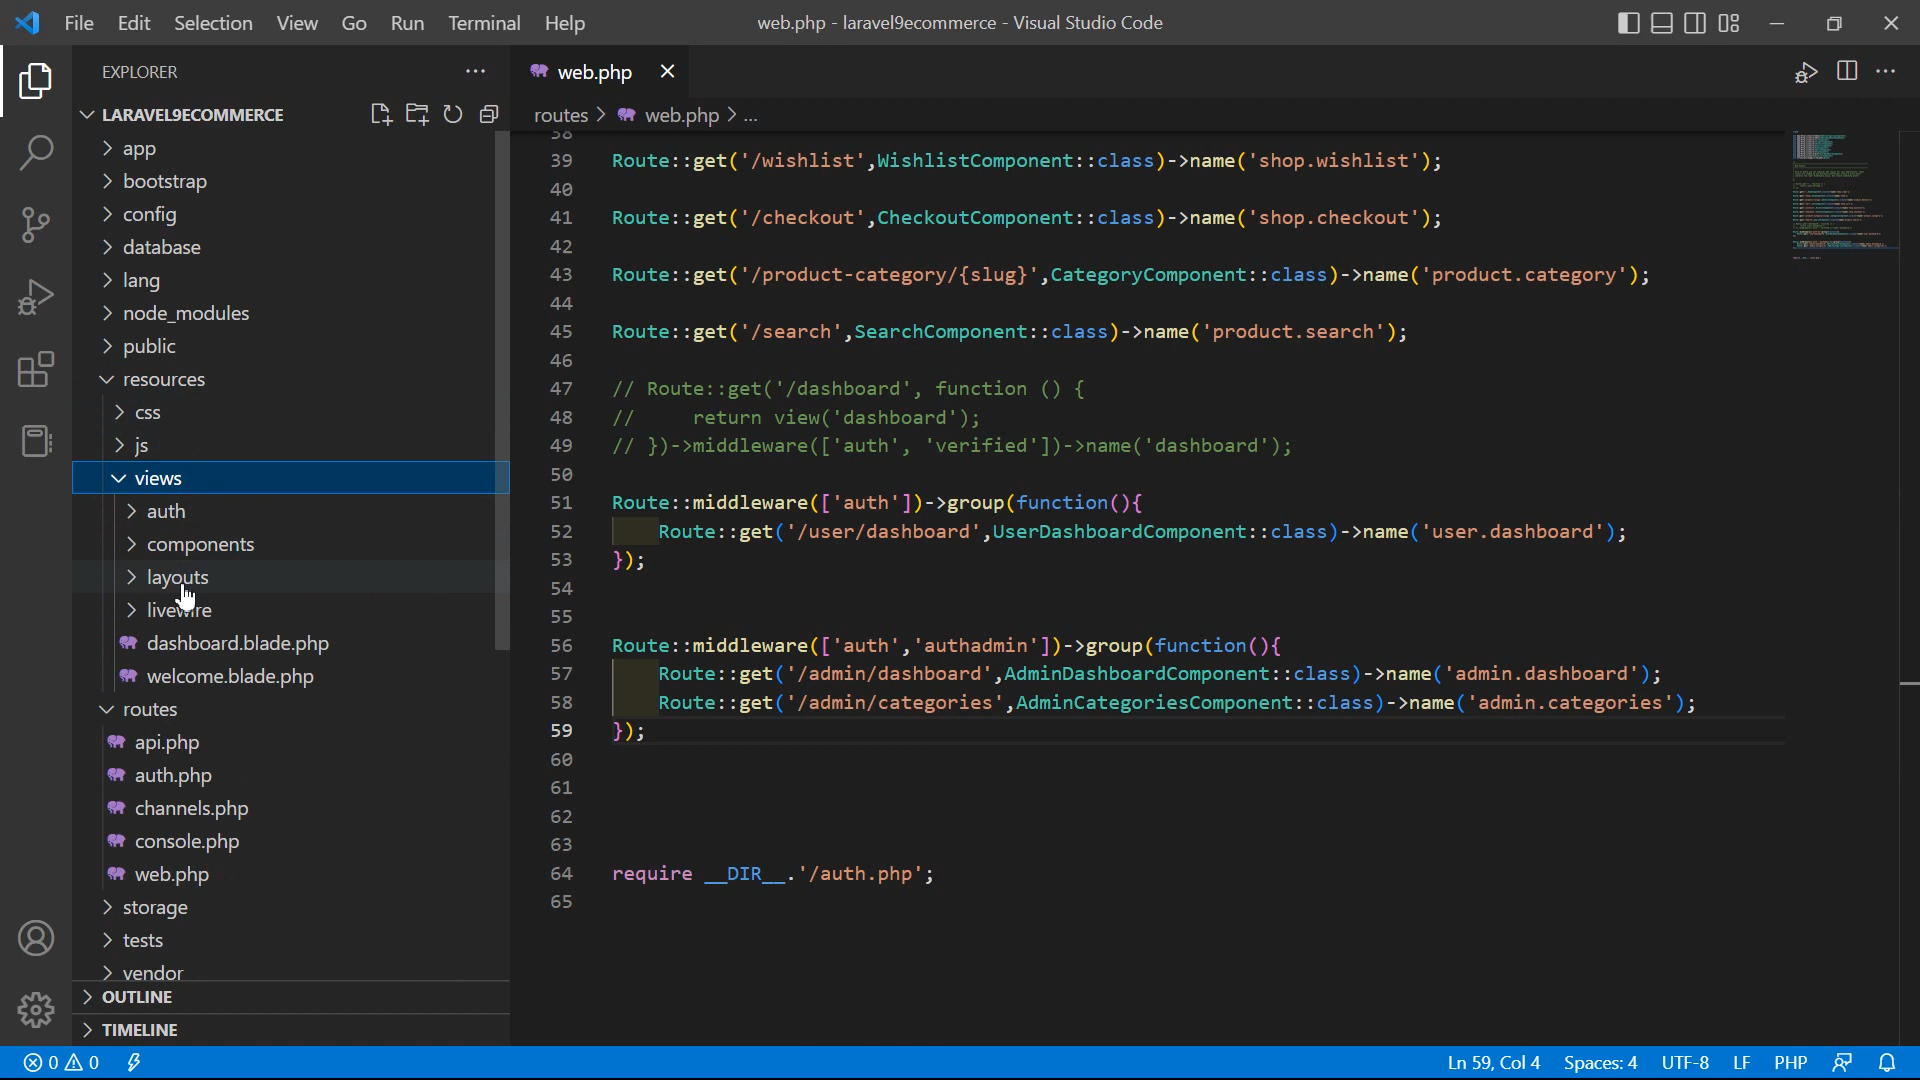 File Edit Selection View Go Run Terminal Help
web.php - laravel9ecommerce - Visual Studio Code
EXPLORER
LARAVEL9ECOMMERCE
app
bootstrap
config
database
lang
node_modules
public
resources
css
js
views
auth
components
layouts
livewire
dashboard.blade.php
welcome.blade.php
routes
api.php
auth.php
channels.php
console.php
web.php
storage
tests
vendor
OUTLINE
TIMELINE
web.php
routes > web.php > ...
38
39 Route::get('/wishlist',WishlistComponent::class)->name('shop.wishlist');
40
41 Route::get('/checkout',CheckoutComponent::class)->name('shop.checkout');
42
43 Route::get('/product-category/{slug}',CategoryComponent::class)->name('product.category');
44
45 Route::get('/search',SearchComponent::class)->name('product.search');
46
47 // Route::get('/dashboard', function () {
48 //     return view('dashboard');
49 // })->middleware(['auth', 'verified'])->name('dashboard');
50
51 Route::middleware(['auth'])->group(function(){
52     Route::get('/user/dashboard',UserDashboardComponent::class)->name('user.dashboard');
53 });
54
55
56 Route::middleware(['auth','authadmin'])->group(function(){
57     Route::get('/admin/dashboard',AdminDashboardComponent::class)->name('admin.dashboard');
58     Route::get('/admin/categories',AdminCategoriesComponent::class)->name('admin.categories');
59 });
60
61
62
63
64 require __DIR__.'/auth.php';
65
0 0
Ln 59, Col 4 Spaces: 4 UTF-8 LF PHP